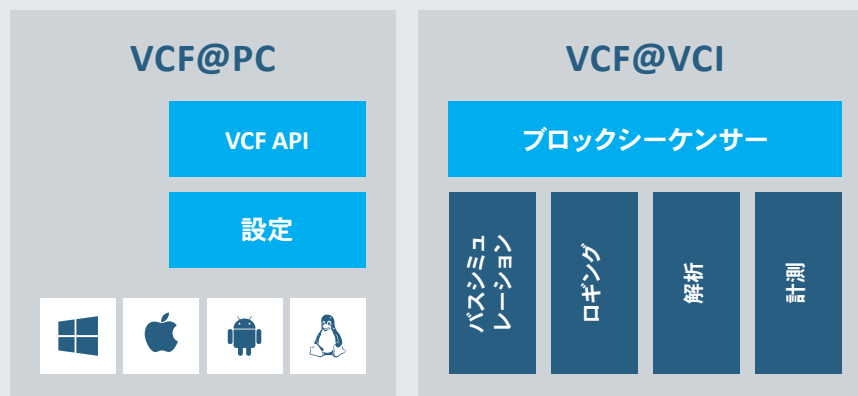 VCF@PC
VCF API
設定
VCF@VCI
ブロックシーケンサー
バスシミュ
レーション
ロギング
解析
計測